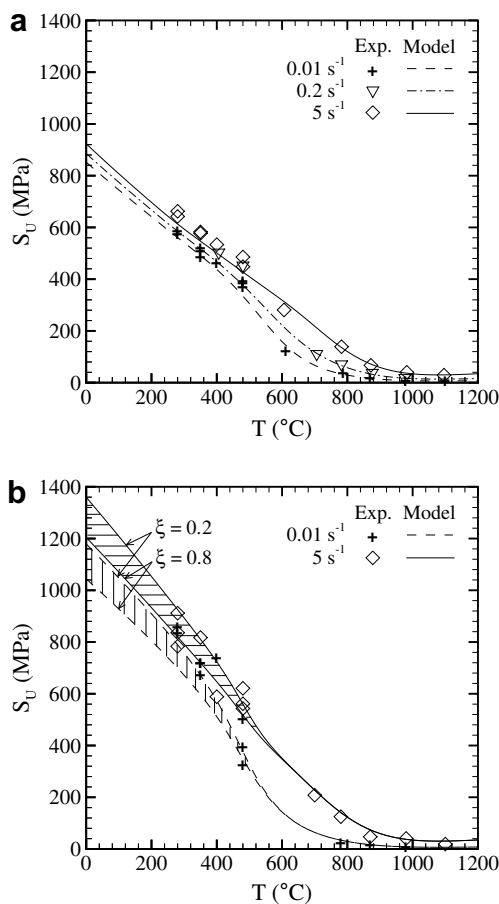 a
1400
1200
1000
800
600
400
200
0
S_U (MPa)
Exp. Model
0.01 s⁻¹
0.2 s⁻¹
5 s⁻¹
0 200 400 600 800 1000 1200
T (°C)
b
1400
1200
1000
800
600
400
200
0
S_U (MPa)
ξ = 0.2
ξ = 0.8
Exp. Model
0.01 s⁻¹
5 s⁻¹
0 200 400 600 800 1000 1200
T (°C)